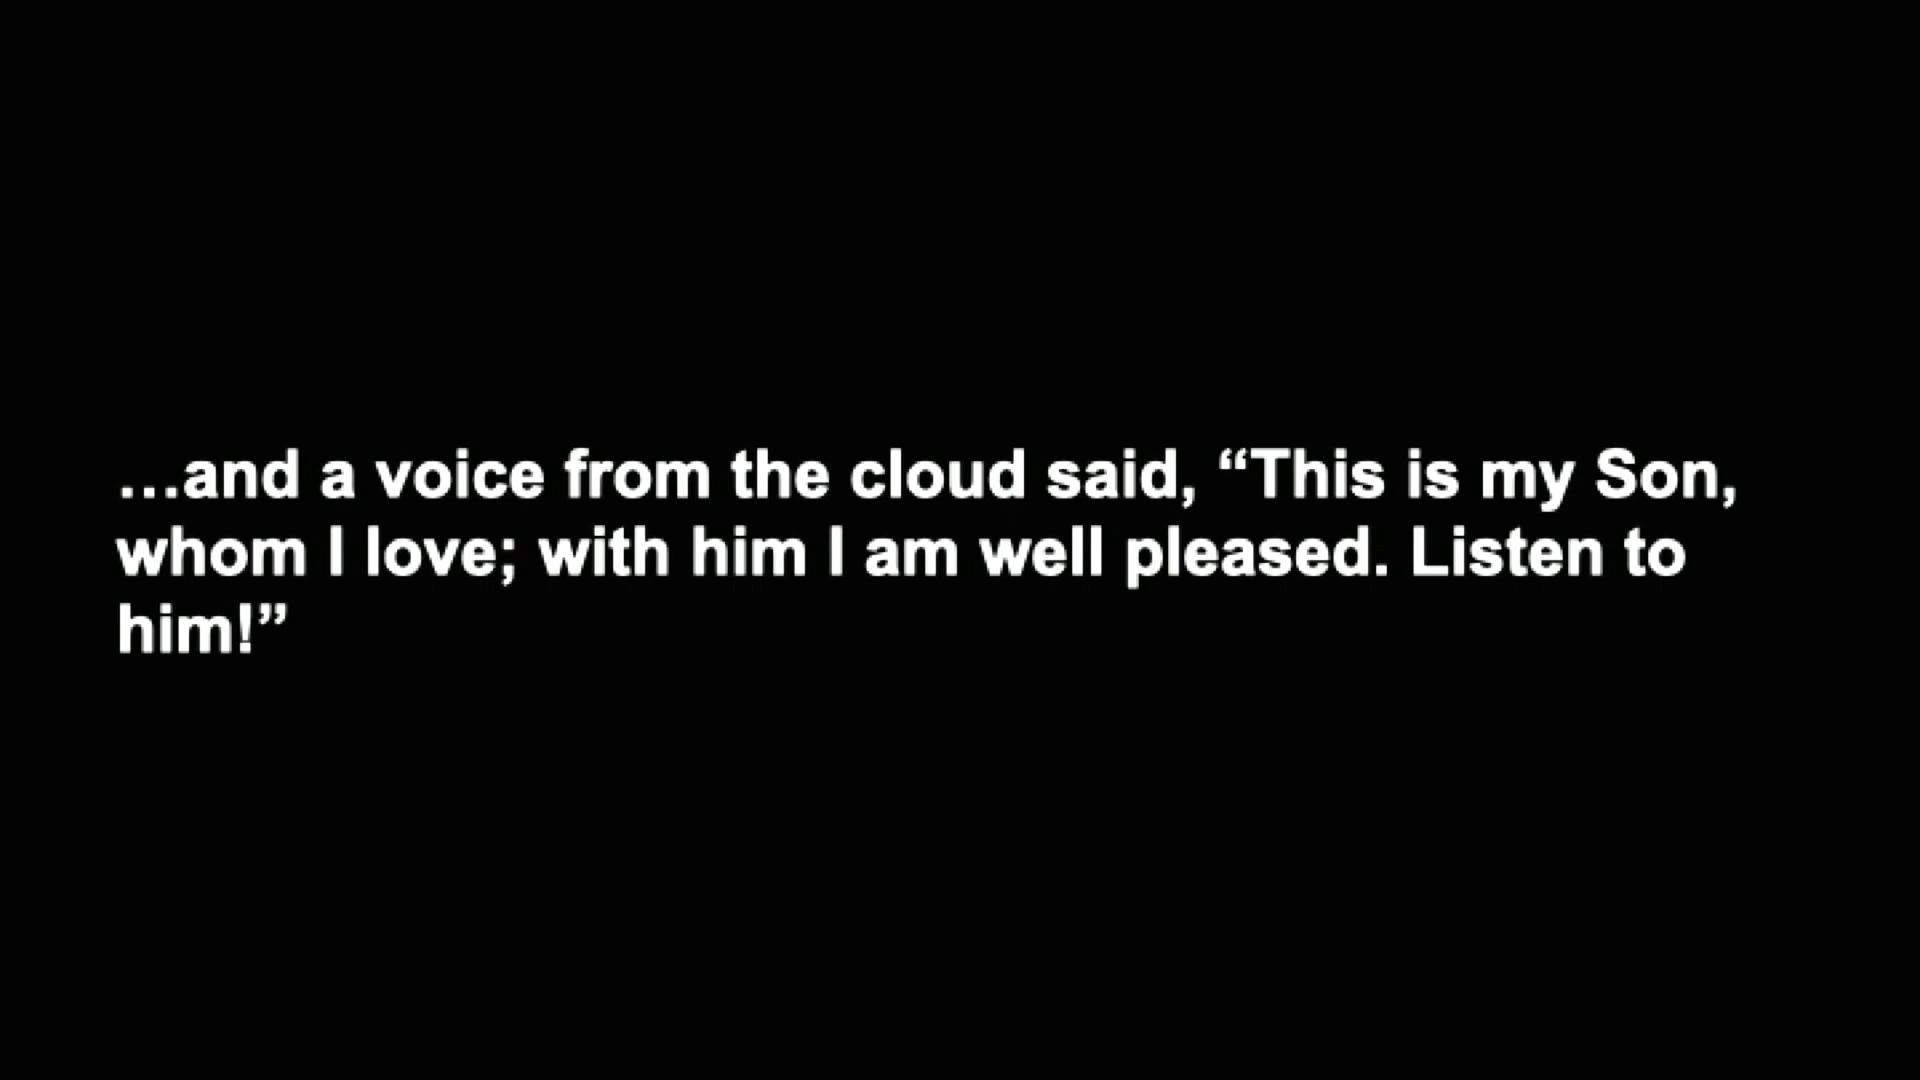 …and a voice from the cloud said, “This is my Son,
whom I love; with him I am well pleased. Listen to
him!”